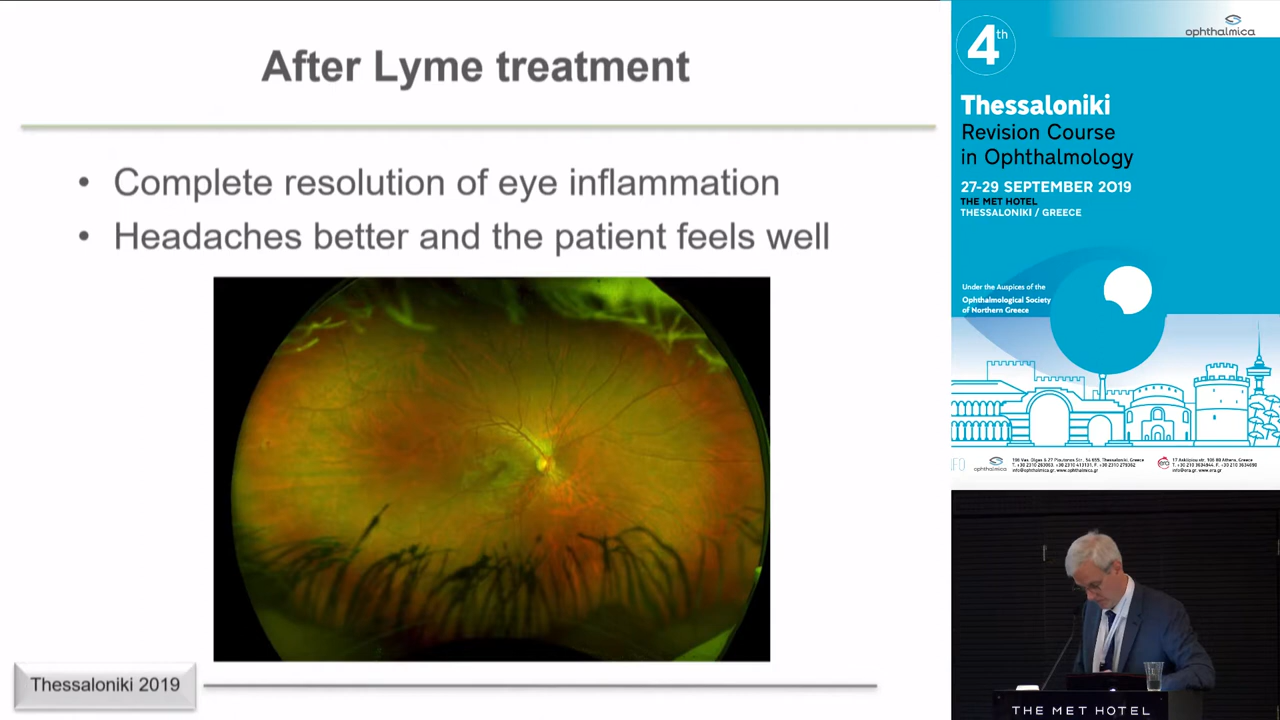 After Lyme treatment
• Complete resolution of eye inflammation
• Headaches better and the patient feels well
Thessaloniki 2019
ophthalmica
4th
Thessaloniki
Revision Course
in Ophthalmology
27-29 SEPTEMBER 2019
THE MET HOTEL
THESSALONIKI / GREECE
Under the Auspices of the
Ophthalmological Society
of Northern Greece
ophthalmica
THE MET HOTEL